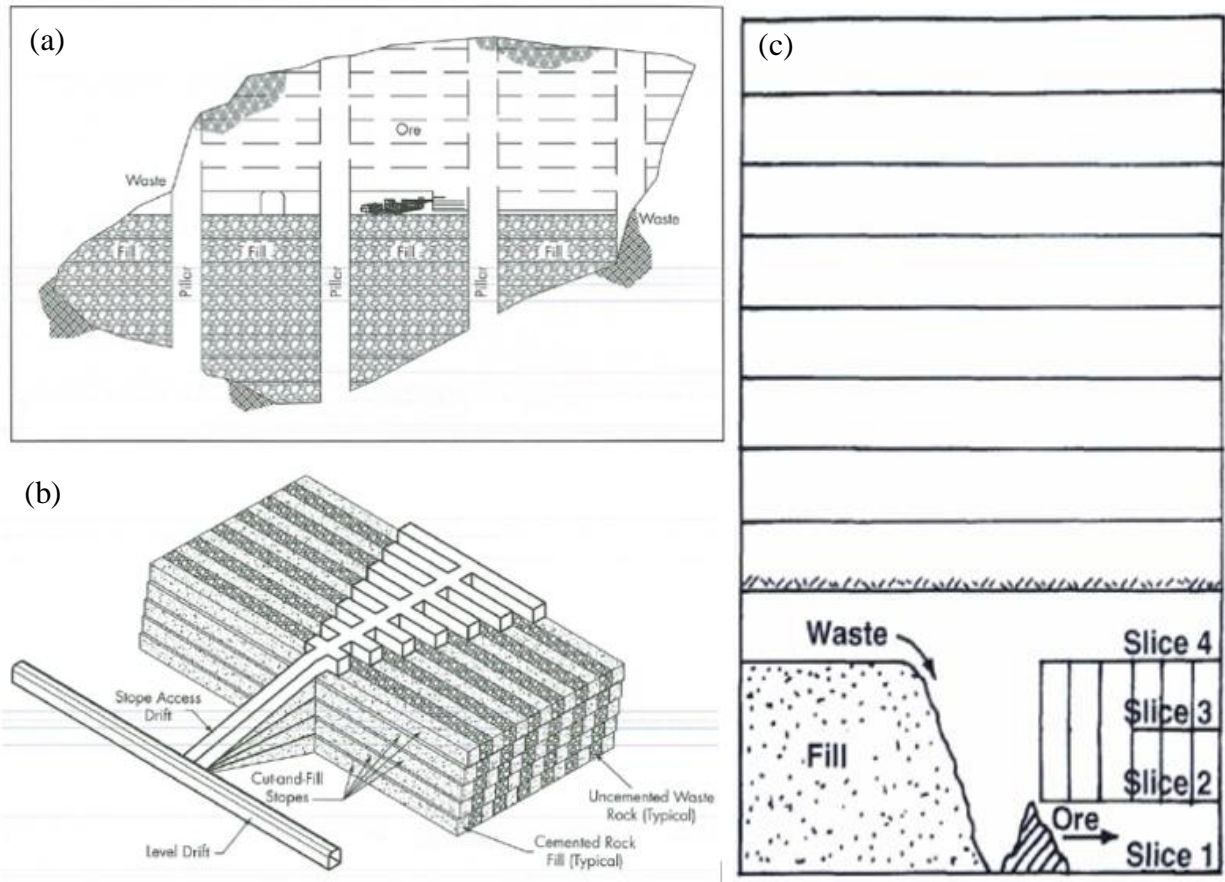 (a)
Ore
Waste
Waste
Fill
Fill
Fill
Fill
Pillar
Pillar
Pillar
(b)
Stope Access
Drift
Cut-and-Fill
Stopes
Level Drift
Uncemented Waste
Rock (Typical)
Cemented Rock
Fill (Typical)
(c)
Waste
Slice 4
Slice 3
Fill
Slice 2
Ore
Slice 1